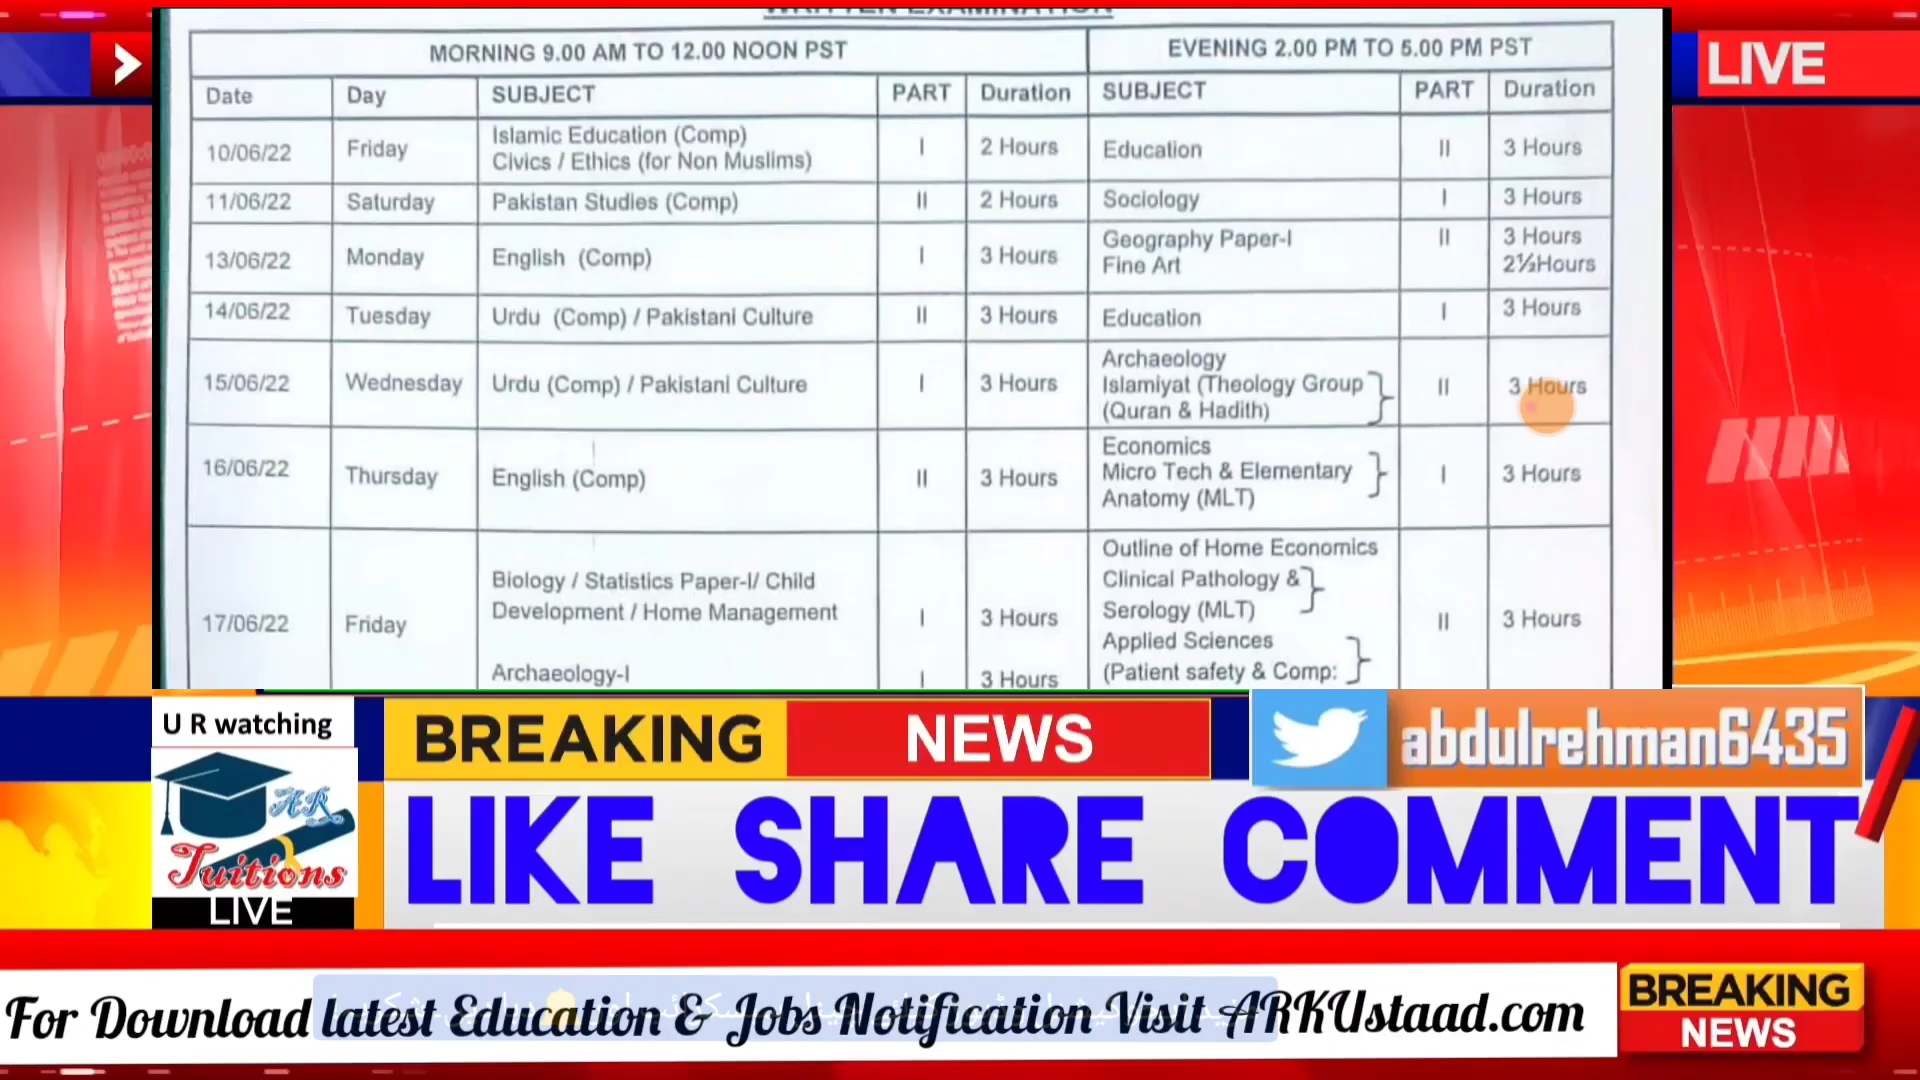 WRITTEN EXAMINATION
MORNING 9.00 AM TO 12.00 NOON PST EVENING 2.00 PM TO 5.00 PM PST
Date Day SUBJECT PART Duration SUBJECT PART Duration
10/06/22 Friday Islamic Education (Comp) I 2 Hours Education II 3 Hours
Civics / Ethics (for Non Muslims)
11/06/22 Saturday Pakistan Studies (Comp) II 2 Hours Sociology I 3 Hours
13/06/22 Monday English (Comp) I 3 Hours Geography Paper-I II 3 Hours
Fine Art 2½Hours
14/06/22 Tuesday Urdu (Comp) / Pakistani Culture II 3 Hours Education I 3 Hours
15/06/22 Wednesday Urdu (Comp) / Pakistani Culture I 3 Hours Archaeology II 3 Hours
Islamiyat (Theology Group
(Quran & Hadith)
16/06/22 Thursday English (Comp) II 3 Hours Economics I 3 Hours
Micro Tech & Elementary
Anatomy (MLT)
17/06/22 Friday Biology / Statistics Paper-I/ Child I 3 Hours Outline of Home Economics II 3 Hours
Development / Home Management Clinical Pathology &
Serology (MLT)
Applied Sciences
Archaeology-I I 3 Hours (Patient safety & Comp:
LIVE
U R watching
AR
Tuitions
LIVE
BREAKING NEWS
abdulrehman6435
LIKE SHARE COMMENT
For Download latest Education & Jobs Notification Visit ARKUstaad.com
BREAKING
NEWS